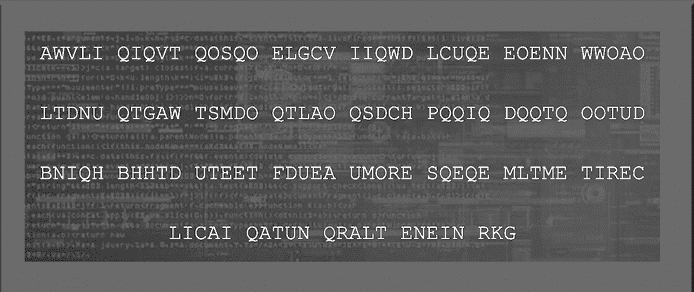 AWVLI QIQVT QOSQO ELGCV IIQWD LCUQE EOENN WWOAO
LTDNU QTGAW TSMDO QTLAO QSDCH PQQIQ DQQTQ OOTUD
BNIQH BHHTD UTEET FDUEA UMORE SQEQE MLTME TIREC
LICAI QATUN QRALT ENEIN RKG